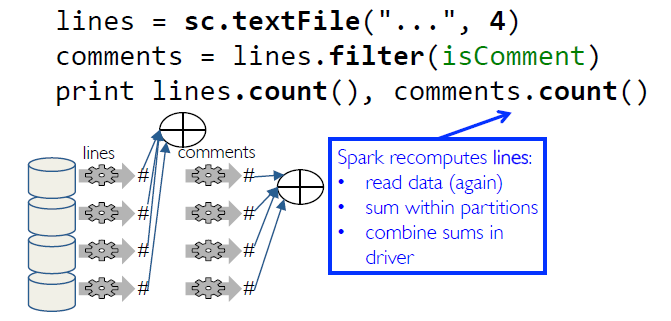 lines = sc.textFile("...", 4)
comments = lines.filter(isComment)
print lines.count(), comments.count()
lines
comments
#
#
#
#
#
#
#
#
Spark recomputes lines:
• read data (again)
• sum within partitions
• combine sums in
driver